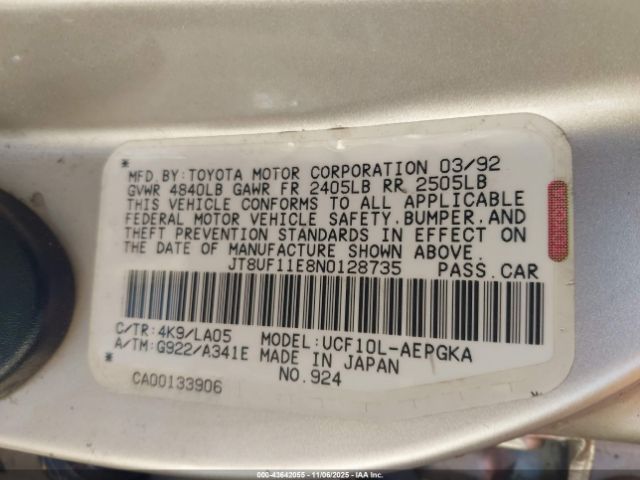 MFD.BY:TOYOTA MOTOR CORPORATION 03/92
GVWR 4840LB GAWR FR 2405LB RR 2505LB
THIS VEHICLE CONFORMS TO ALL APPLICABLE
FEDERAL MOTOR VEHICLE SAFETY.BUMPER.AND
THEFT PREVENTION STANDARDS IN EFFECT ON
THE DATE OF MANUFACTURE SHOWN ABOVE.
JT8UF11E8N0128735 PASS.CAR
C/TR:4K9/LA05 MODEL:UCF10L-AEPGKA
A/TM:G922/A341E MADE IN JAPAN
CA00133906 NO.924
000-43642055 - 11/06/2025 - IAAI.COM